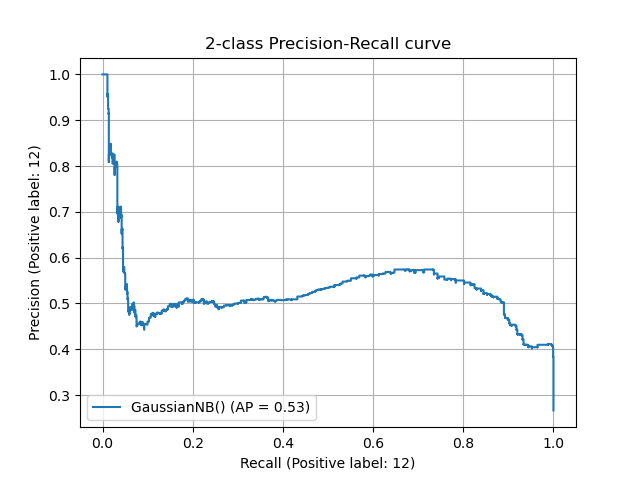 2-class Precision-Recall curve
1.0
0.9
0.8
0.7
0.6
0.5
0.4
0.3
Precision (Positive label: 12)
GaussianNB() (AP = 0.53)
0.0 0.2 0.4 0.6 0.8 1.0
Recall (Positive label: 12)